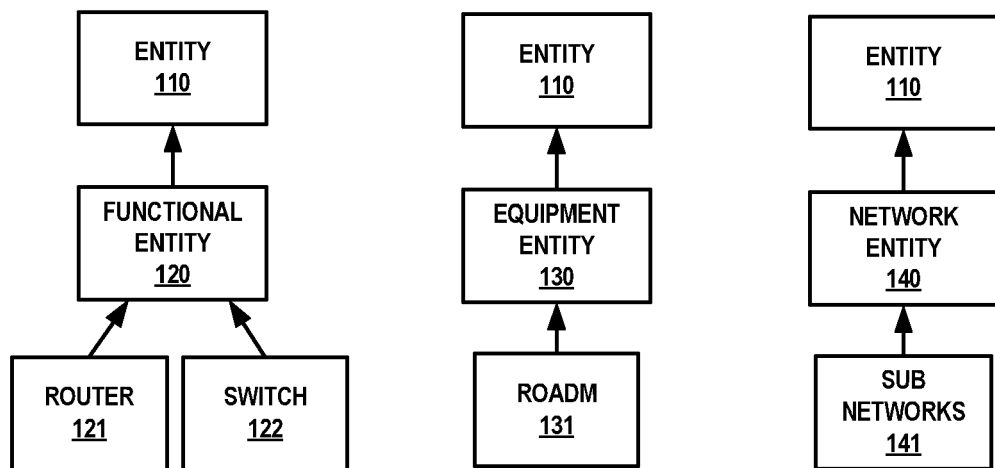 ENTITY
110
FUNCTIONAL
ENTITY
120
ROUTER
121
SWITCH
122
ENTITY
110
EQUIPMENT
ENTITY
130
ROADM
131
ENTITY
110
NETWORK
ENTITY
140
SUB
NETWORKS
141